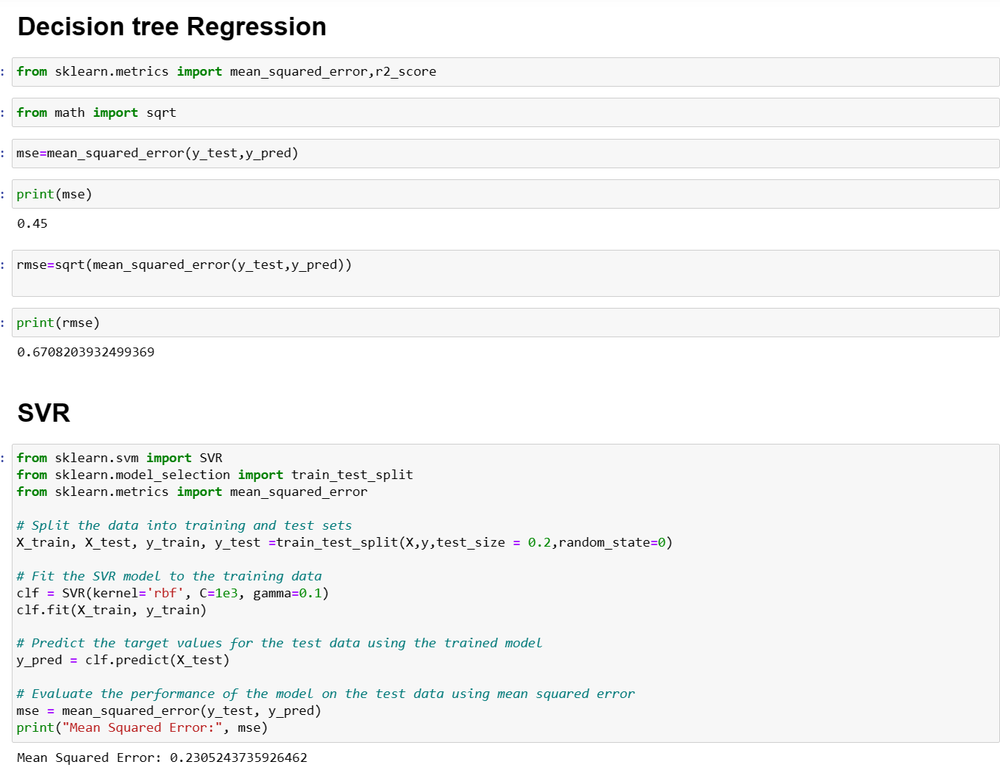 Decision tree Regression
: from sklearn.metrics import mean_squared_error,r2_score
: from math import sqrt
: mse=mean_squared_error(y_test,y_pred)
: print(mse)
0.45
: rmse=sqrt(mean_squared_error(y_test,y_pred))
: print(rmse)
0.6708203932499369
SVR
: from sklearn.svm import SVR
from sklearn.model_selection import train_test_split
from sklearn.metrics import mean_squared_error
# Split the data into training and test sets
X_train, X_test, y_train, y_test =train_test_split(X,y,test_size = 0.2,random_state=0)
# Fit the SVR model to the training data
clf = SVR(kernel='rbf', C=1e3, gamma=0.1)
clf.fit(X_train, y_train)
# Predict the target values for the test data using the trained model
y_pred = clf.predict(X_test)
# Evaluate the performance of the model on the test data using mean squared error
mse = mean_squared_error(y_test, y_pred)
print("Mean Squared Error:", mse)
Mean Squared Error: 0.2305243735926462